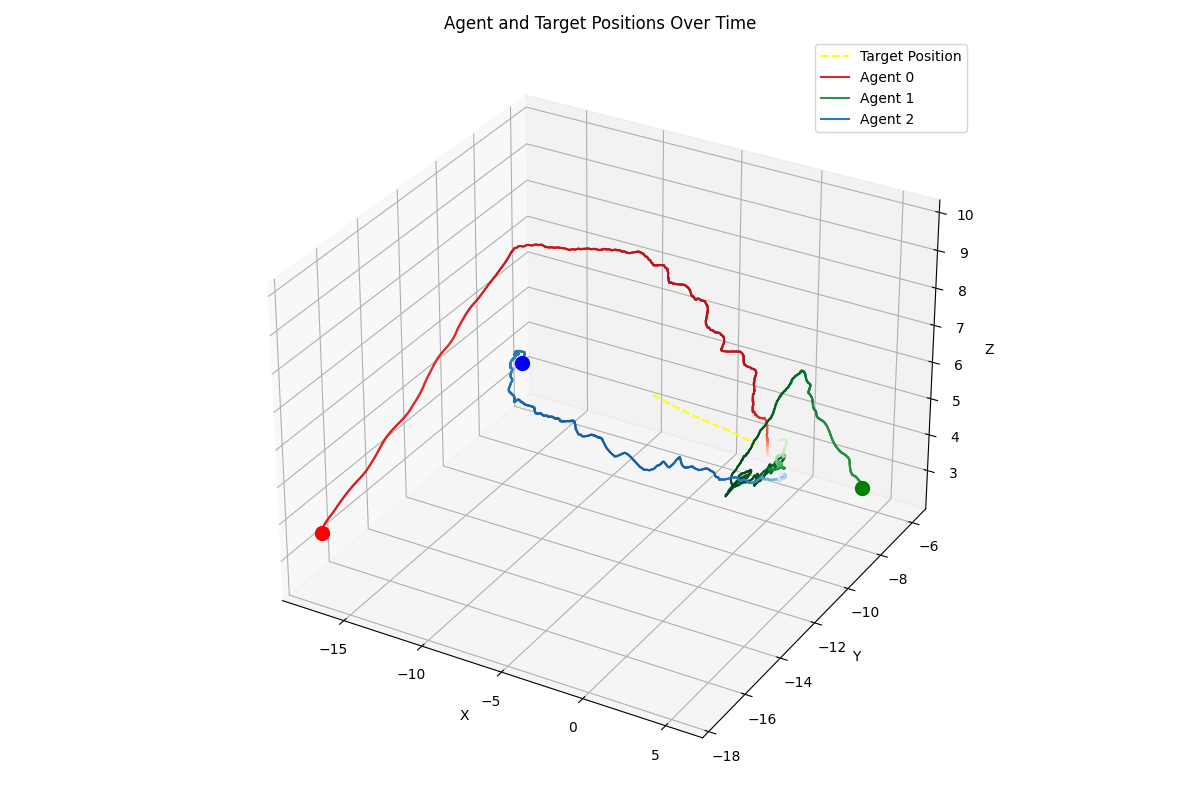 Agent and Target Positions Over Time
Target Position
Agent 0
Agent 1
Agent 2
10
9
8
7
6
5
4
3
Z
−6
−8
−10
−12
−14
−16
−18
Y
−15
−10
−5
0
5
X